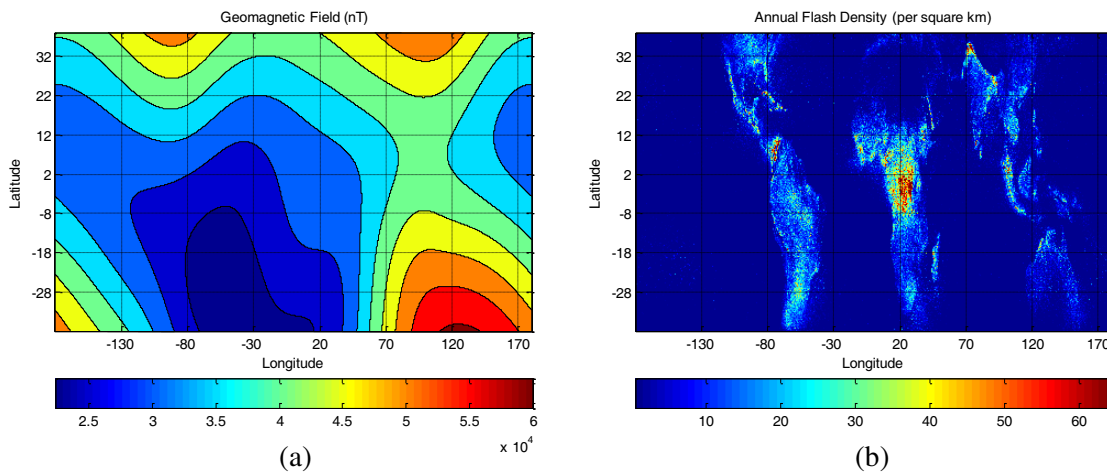 Geomagnetic Field (nT)
Latitude
32
22
12
2
-8
-18
-28
-130 -80 -30 20 70 120 170
Longitude
2.5 3 3.5 4 4.5 5 5.5 6
x 10^4
(a)
Annual Flash Density (per square km)
Latitude
32
22
12
2
-8
-18
-28
-130 -80 -30 20 70 120 170
Longitude
10 20 30 40 50 60
(b)